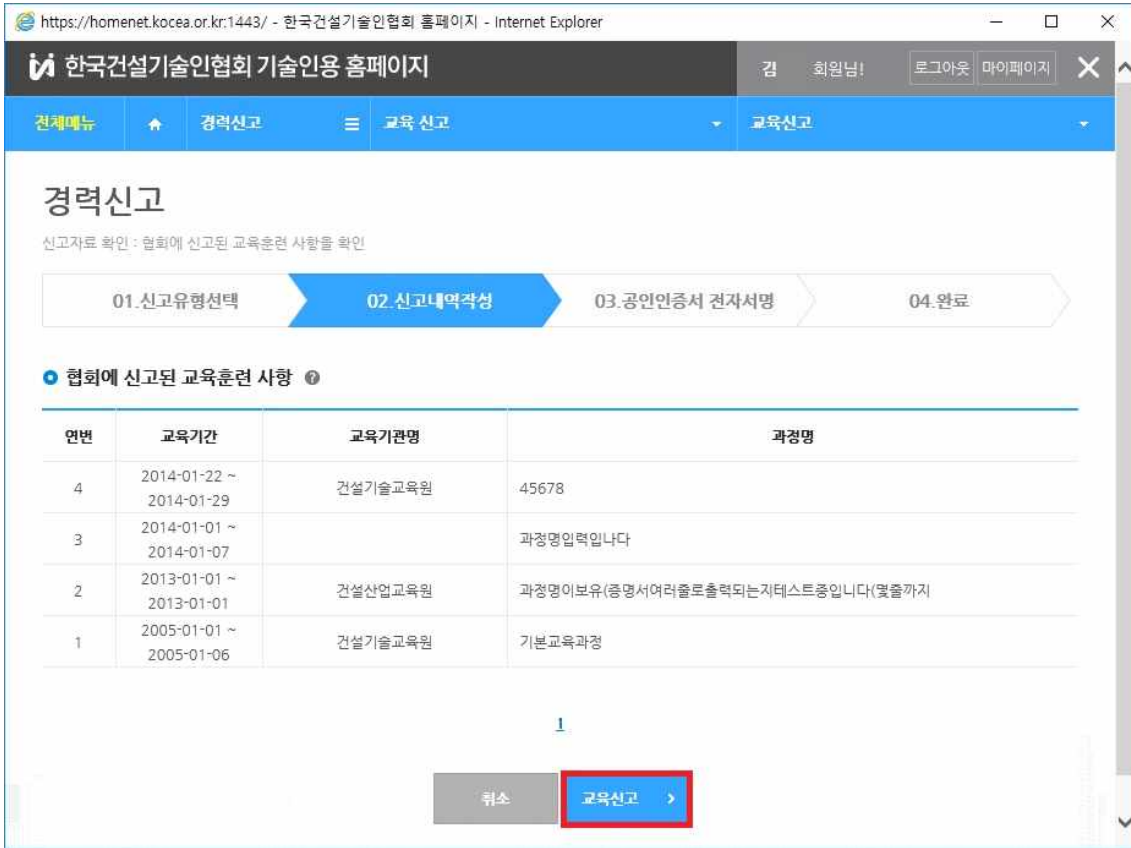 https://homenet.kocea.or.kr:1443/ - 한국건설기술인협회 홈페이지 - Internet Explorer
한국건설기술인협회 기술인용 홈페이지
김 회원님! 로그아웃 마이페이지
전체메뉴 경력신고 교육 신고 교육신고
경력신고
신고자료 확인 : 협회에 신고된 교육훈련 사항을 확인
01.신고유형선택 02.신고내역작성 03.공인인증서 전자서명 04.완료
협회에 신고된 교육훈련 사항 ?
연번 교육기간 교육기관명 과정명
4 2014-01-22 ~ 2014-01-29 건설기술교육원 45678
3 2014-01-01 ~ 2014-01-07 과정명입력입나다
2 2013-01-01 ~ 2013-01-01 건설산업교육원 과정명이보유(증명서여러줄로출력되는지테스트중입니다(몇줄까지
1 2005-01-01 ~ 2005-01-06 건설기술교육원 기본교육과정
1
취소 교육신고 >